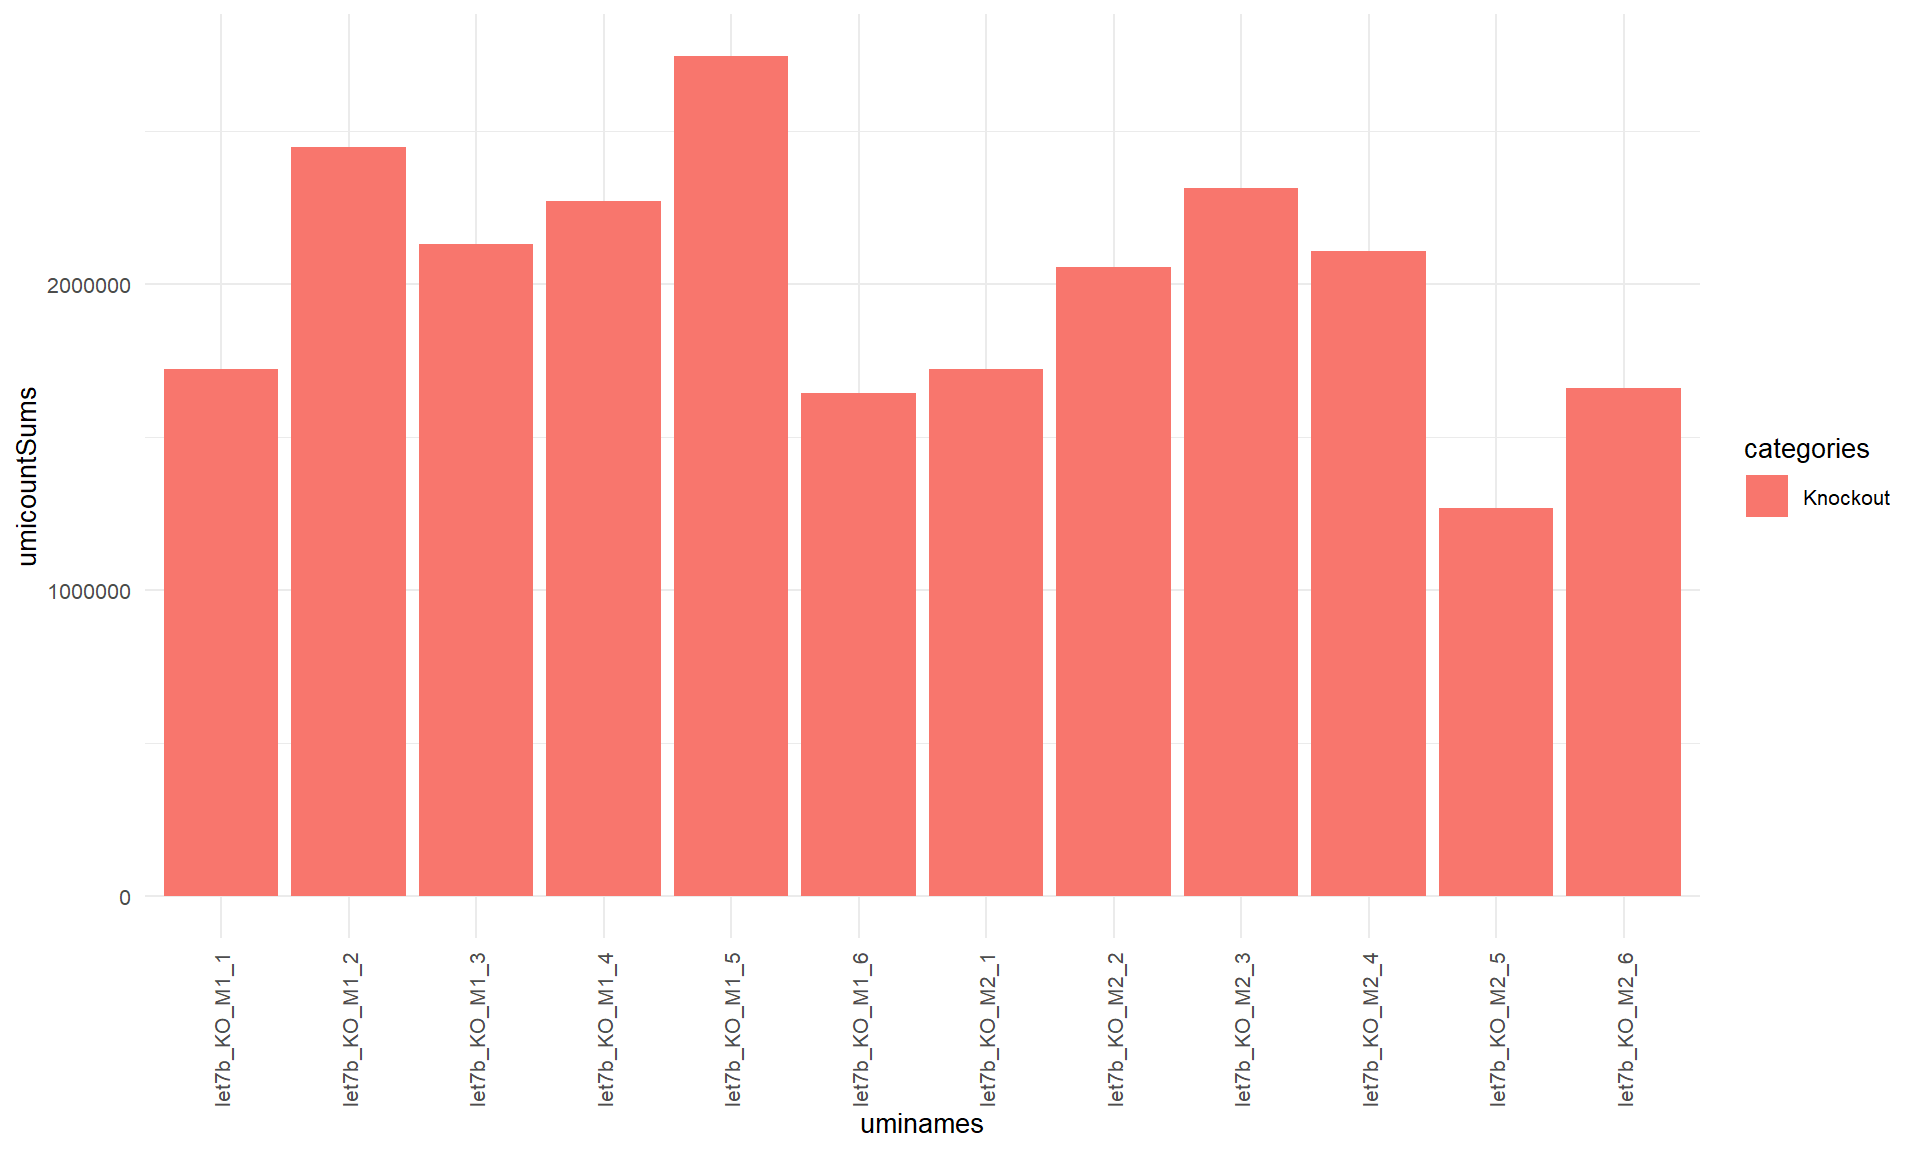 umicountSums
2000000
1000000
0
let7b_KO_M1_1
let7b_KO_M1_2
let7b_KO_M1_3
let7b_KO_M1_4
let7b_KO_M1_5
let7b_KO_M1_6
let7b_KO_M2_1
let7b_KO_M2_2
let7b_KO_M2_3
let7b_KO_M2_4
let7b_KO_M2_5
let7b_KO_M2_6
uminames
categories
Knockout